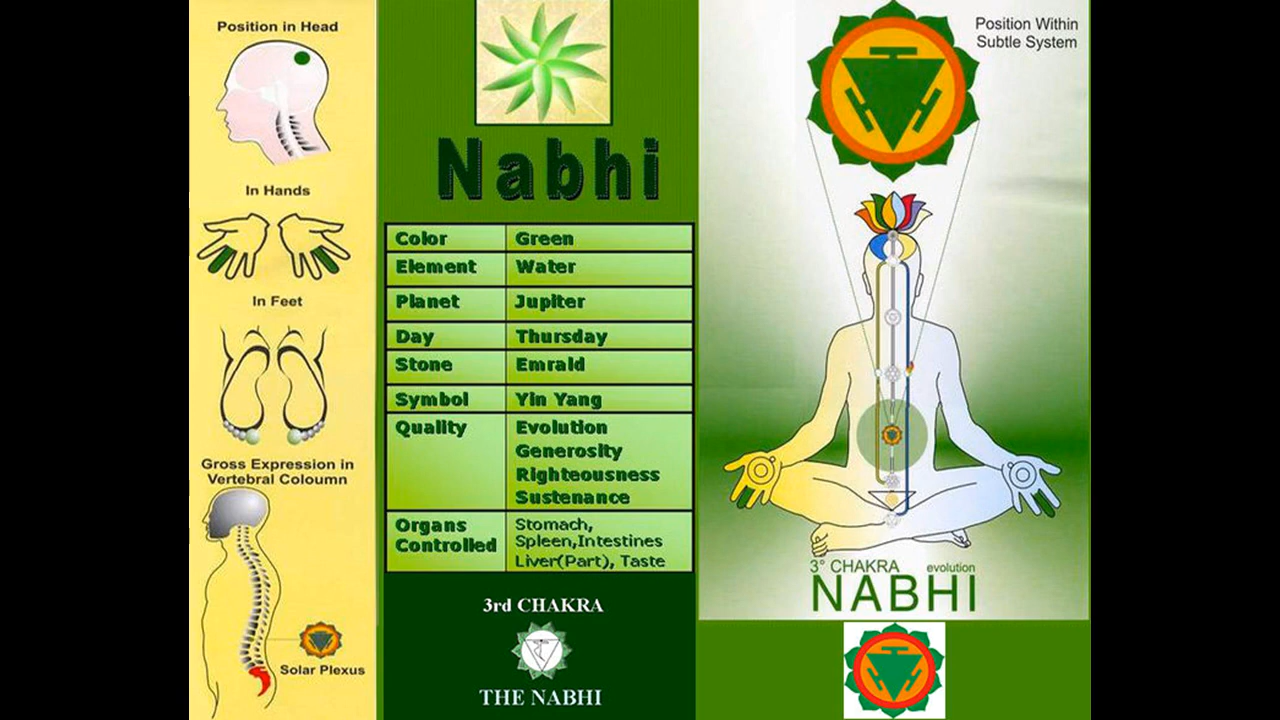 Position in Head
In Hands
In Feet
Gross Expression in
Vertebral Coloumn
Solar Plexus
Nabhi
Color Green
Element Water
Planet Jupiter
Day Thursday
Stone Emrald
Symbol Yin Yang
Quality Evolution
Generosity
Righteousness
Sustenance
Organs Stomach,
Controlled Spleen,Intestines
Liver(Part), Taste
3rd CHAKRA
THE NABHI
Position Within
Subtle System
3° CHAKRA evolution
NABHI